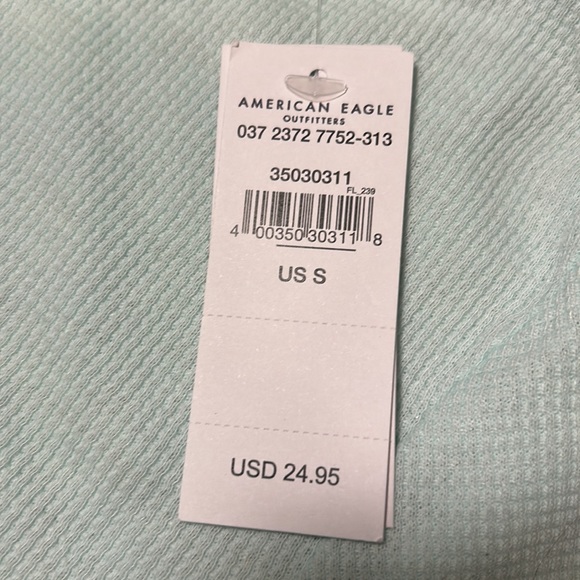 AMERICAN EAGLE
OUTFITTERS
037 2372 7752-313
35030311
FL_239
4 00350 30311 8
US S
USD 24.95